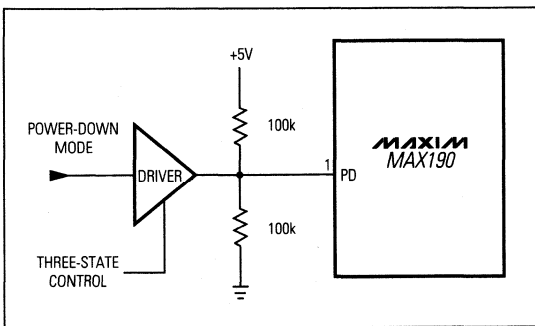 +5V
POWER-DOWN
MODE
100k
MAXIM
MAX190
DRIVER
1
PD
100k
THREE-STATE
CONTROL